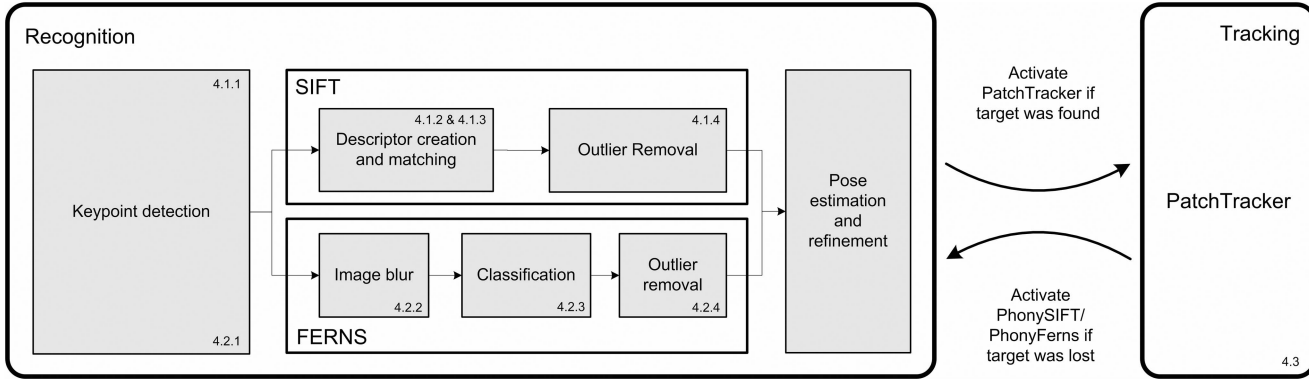 Recognition
4.1.1
Keypoint detection
4.2.1
SIFT
4.1.2 & 4.1.3
Descriptor creation
and matching
4.1.4
Outlier Removal
Image blur
4.2.2
Classification
4.2.3
Outlier
removal
4.2.4
FERNS
Pose
estimation
and
refinement
Activate
PatchTracker if
target was found
Activate
PhonySIFT/
PhonyFerns if
target was lost
Tracking
PatchTracker
4.3